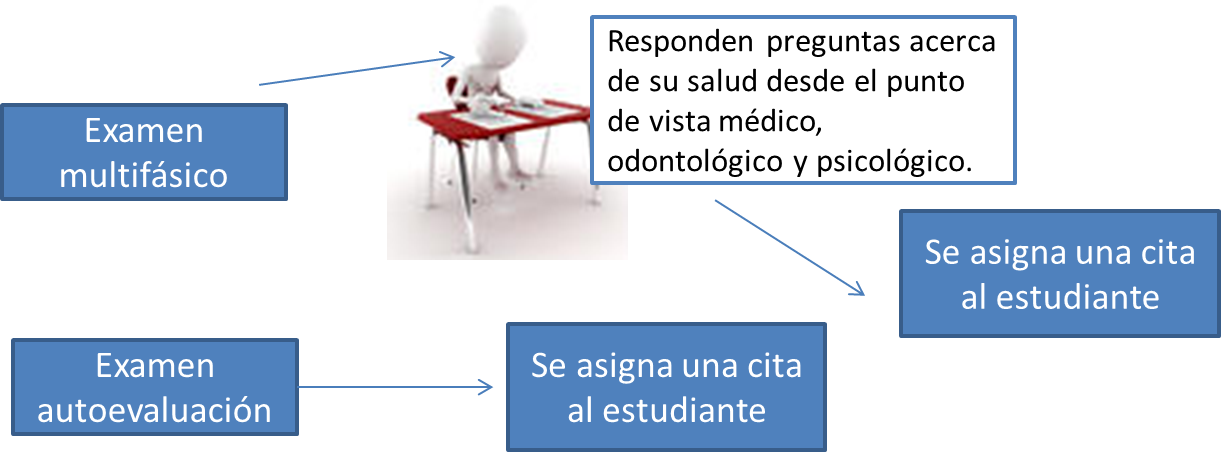 Responden preguntas acerca
de su salud desde el punto
de vista médico,
odontológico y psicológico.
Examen
multifásico
Se asigna una cita
al estudiante
Examen
autoevaluación
Se asigna una cita
al estudiante